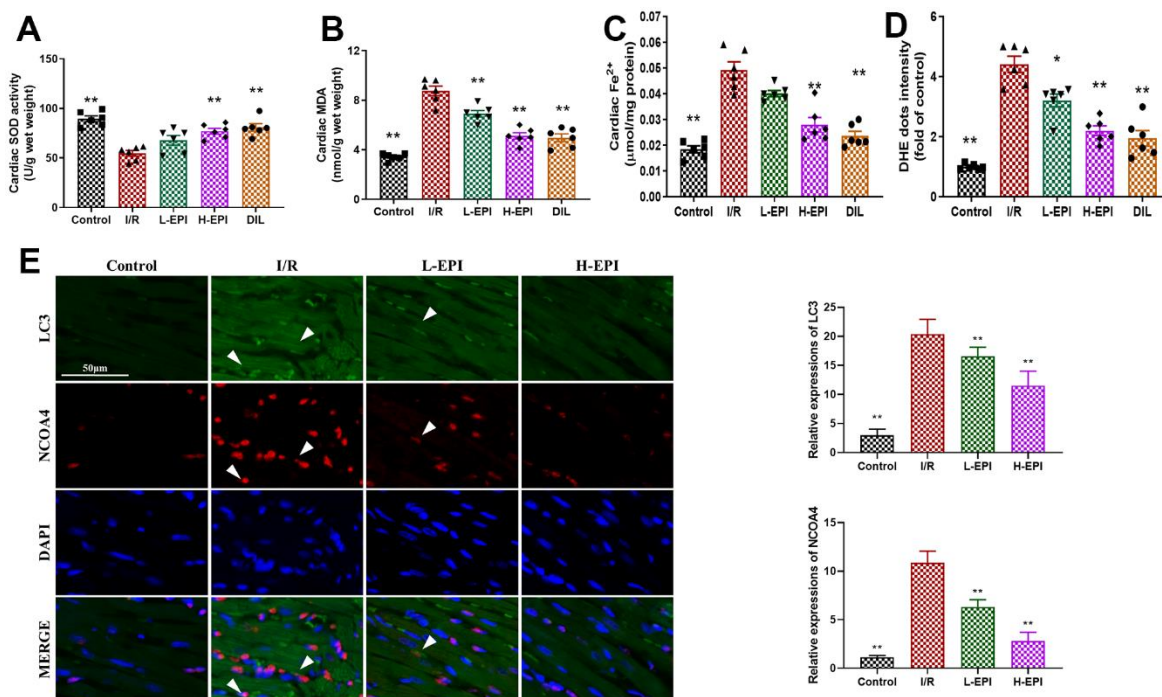 A
Cardiac SOD activity
(U/g wet weight)
150
100
50
0
**
**
**
Control
I/R
L-EPI
H-EPI
DIL
B
Cardiac MDA
(nmol/g wet weight)
12
8
4
0
**
**
**
**
Control
I/R
L-EPI
H-EPI
DIL
C
Cardiac Fe²⁺
(μmol/mg protein)
0.07
0.06
0.05
0.04
0.03
0.02
0.01
0.00
**
**
**
Control
I/R
L-EPI
H-EPI
DIL
D
DHE dots intensity
(fold of control)
6
4
2
0
**
*
**
**
Control
I/R
L-EPI
H-EPI
DIL
E
Control
I/R
L-EPI
H-EPI
LC3
50μm
NCOA4
DAPI
MERGE
Relative expressions of LC3
25
20
15
10
5
0
**
**
**
Control
I/R
L-EPI
H-EPI
Relative expressions of NCOA4
15
10
5
0
**
**
**
Control
I/R
L-EPI
H-EPI